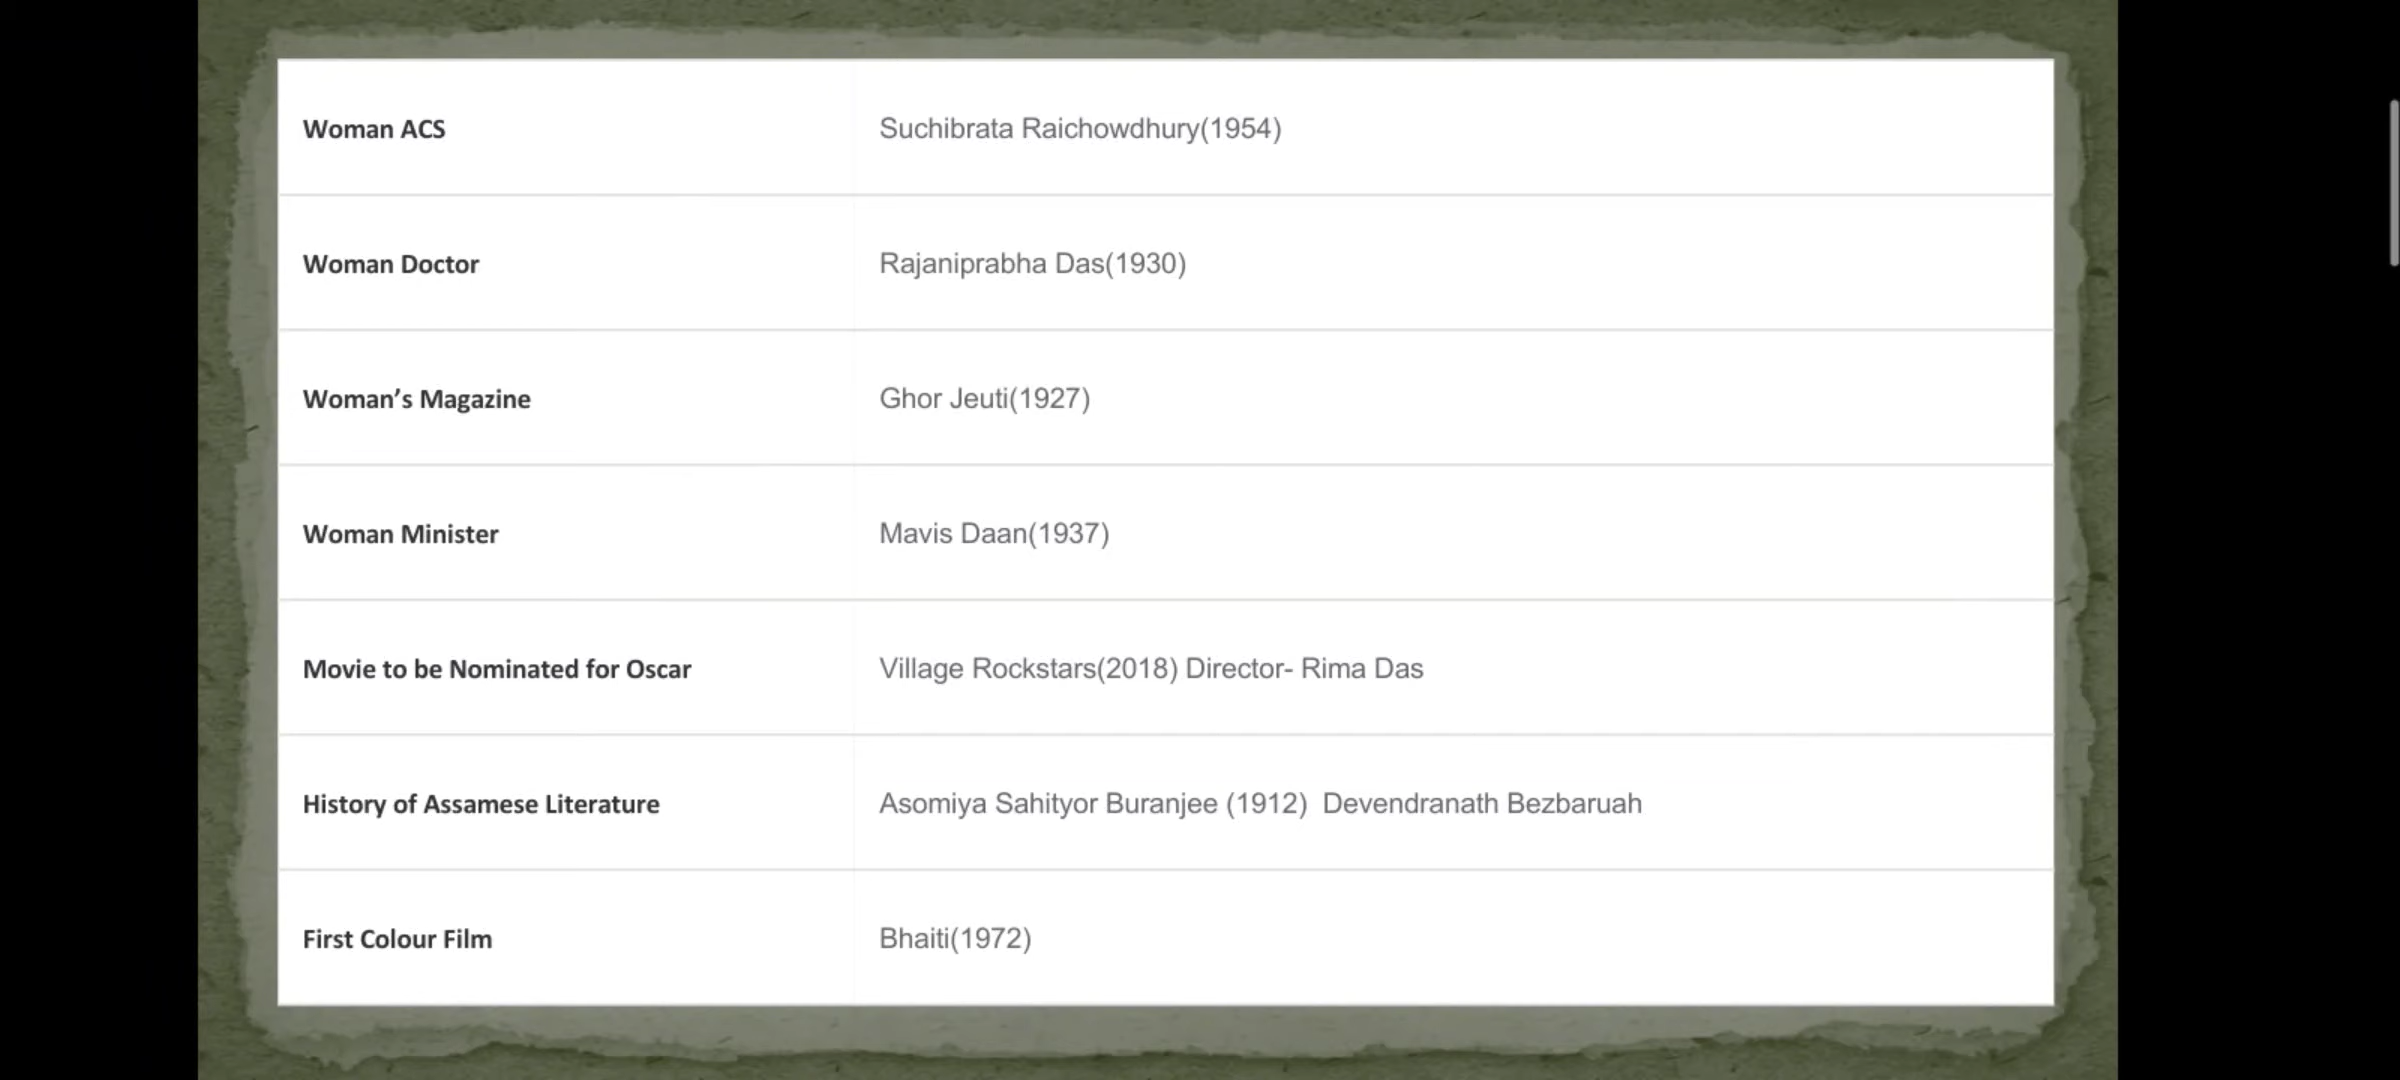 Woman ACS Suchibrata Raichowdhury(1954)
Woman Doctor Rajaniprabha Das(1930)
Woman’s Magazine Ghor Jeuti(1927)
Woman Minister Mavis Daan(1937)
Movie to be Nominated for Oscar Village Rockstars(2018) Director- Rima Das
History of Assamese Literature Asomiya Sahityor Buranjee (1912) Devendranath Bezbaruah
First Colour Film Bhaiti(1972)